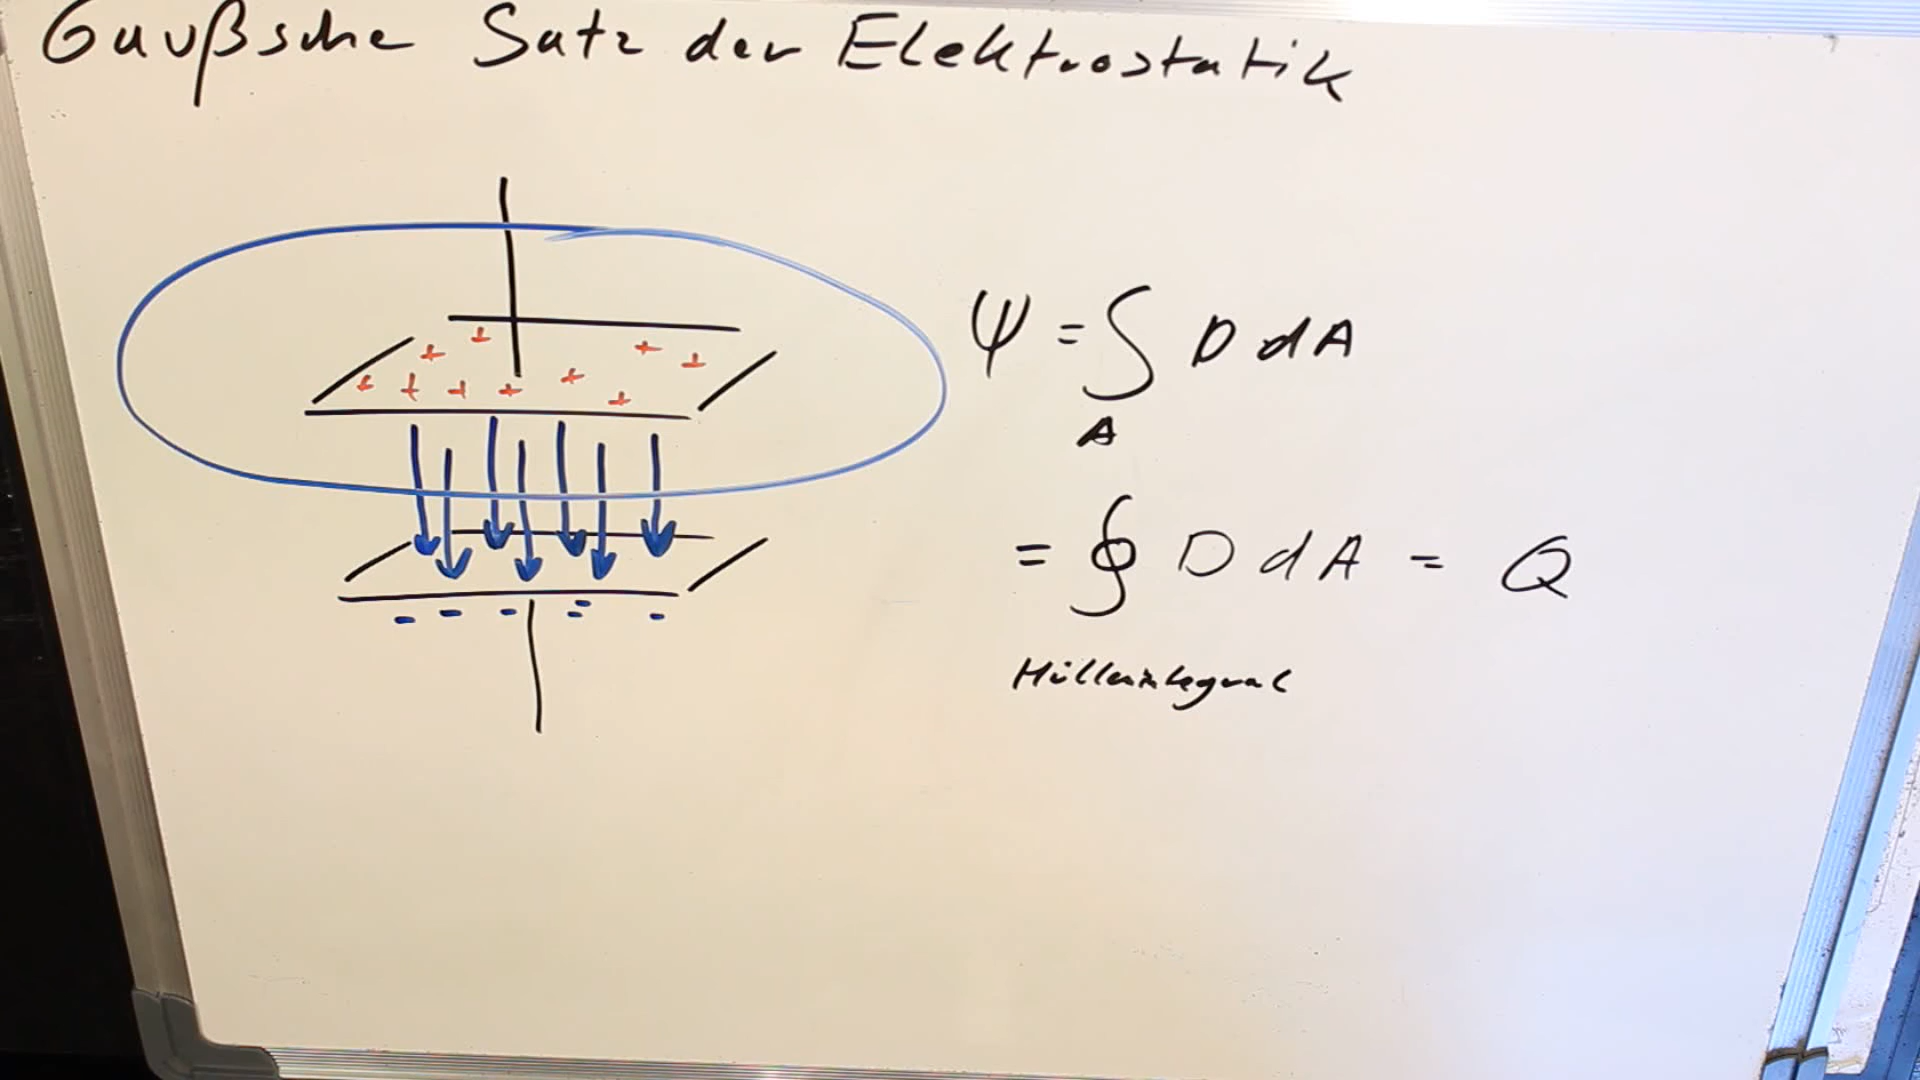 Gaußsche Satz der Elektrostatik
Ψ = ∫ D dA
A
= ∮ D dA = Q
Hüllenintegral
+ + + + + + + + + +
- - - - - -